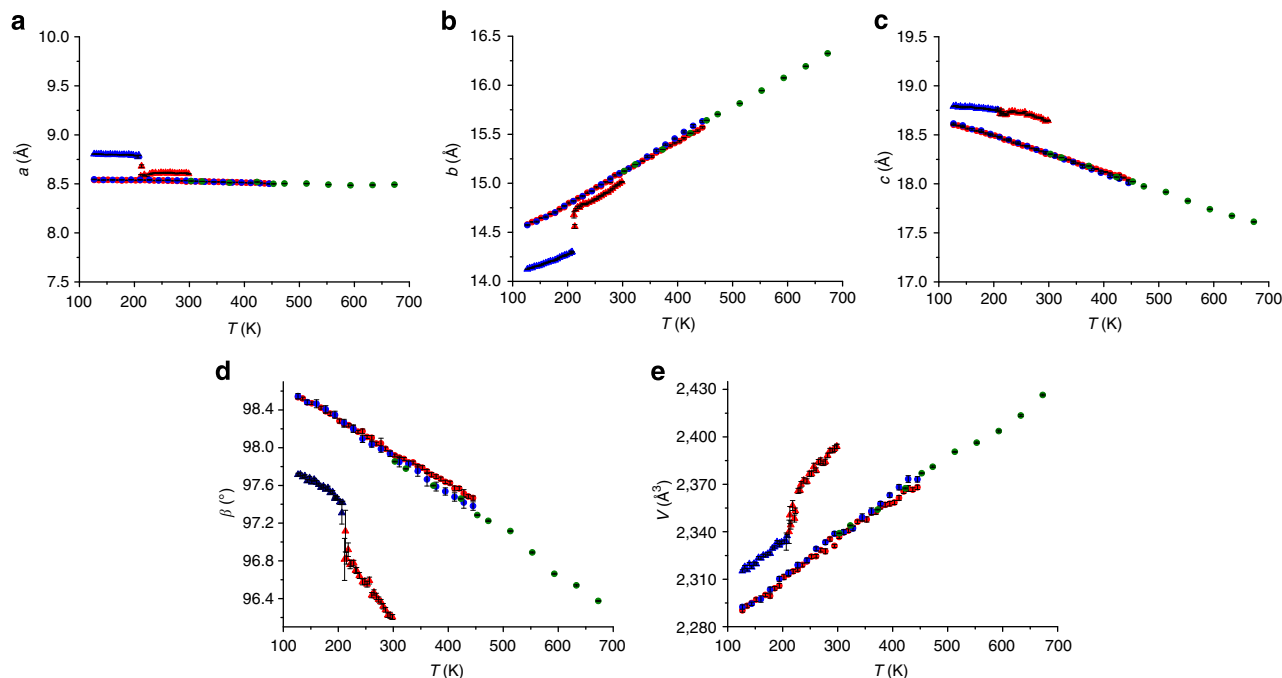 a
10.0
9.5
9.0
8.5
8.0
7.5
a (Å)
100 200 300 400 500 600 700
T (K)
b
16.5
16.0
15.5
15.0
14.5
14.0
b (Å)
100 200 300 400 500 600 700
T (K)
c
19.5
19.0
18.5
18.0
17.5
17.0
c (Å)
100 200 300 400 500 600 700
T (K)
d
98.4
98.0
97.6
97.2
96.8
96.4
β (°)
100 200 300 400 500 600 700
T (K)
e
2,430
2,400
2,370
2,340
2,310
2,280
V (Å³)
100 200 300 400 500 600 700
T (K)